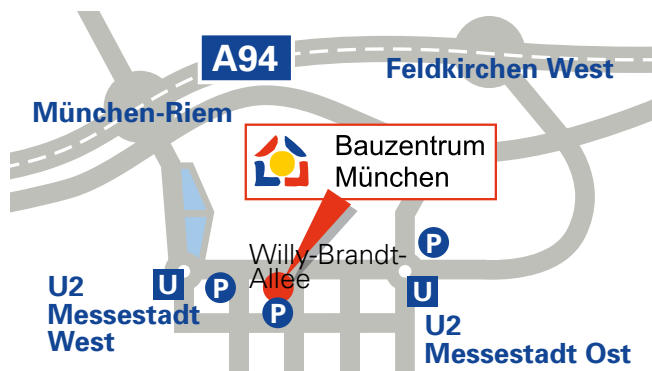 A94
Feldkirchen West
München-Riem
Bauzentrum
München
Willy-Brandt-
Allee
P
U
P
P
U
U2
Messestadt
West
U2
Messestadt Ost